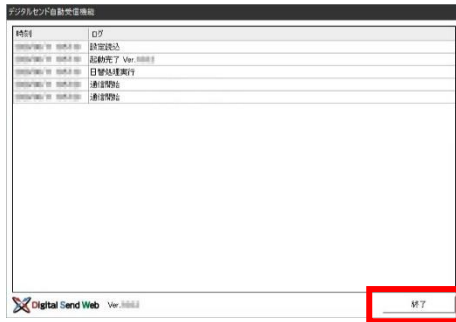 デジタルセンド自動受信機能
時刻 ログ
設定読込
起動完了 Ver.
日替処理実行
通信開始
通信開始
Digital Send Web Ver.
終了